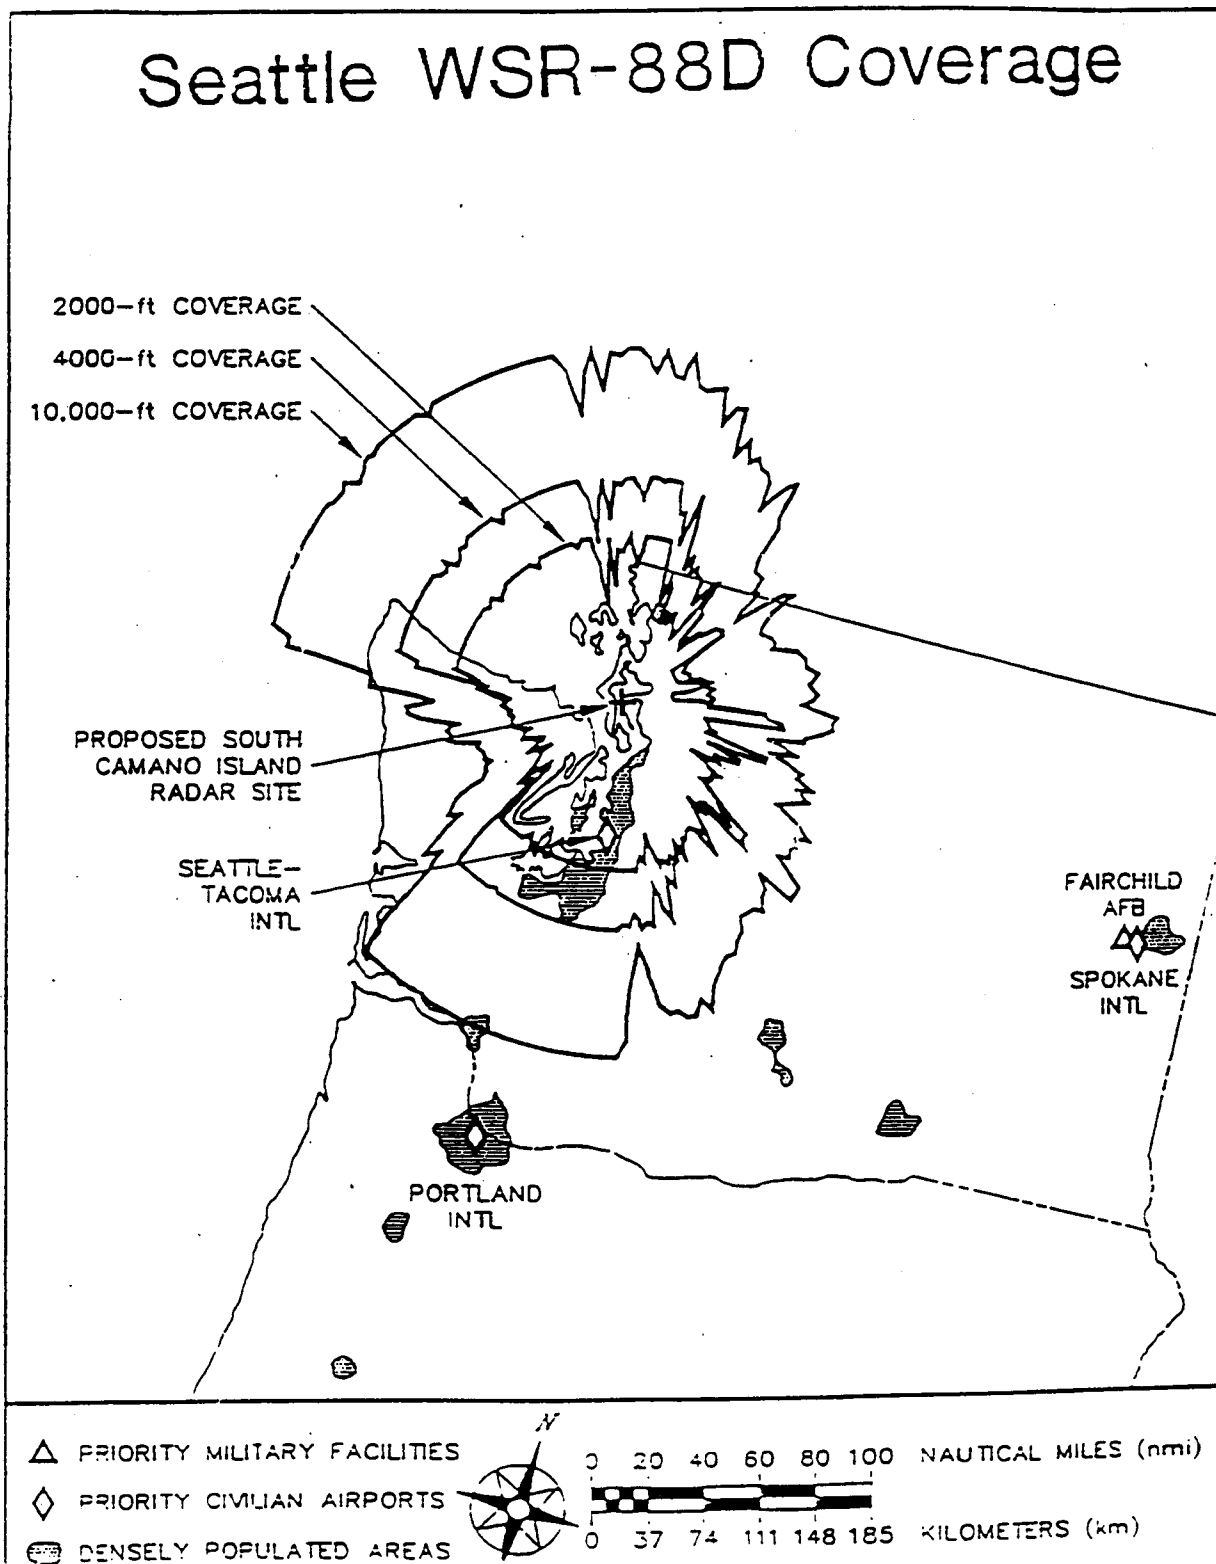 Seattle WSR-88D Coverage
2000-ft COVERAGE
4000-ft COVERAGE
10,000-ft COVERAGE
PROPOSED SOUTH
CAMANO ISLAND
RADAR SITE
SEATTLE-
TACOMA
INTL
FAIRCHILD
AFB
SPOKANE
INTL
PORTLAND
INTL
PRIORITY MILITARY FACILITIES
PRIORITY CIVILIAN AIRPORTS
DENSELY POPULATED AREAS
N
0 20 40 60 80 100 NAUTICAL MILES (nmi)
0 37 74 111 148 185 KILOMETERS (km)